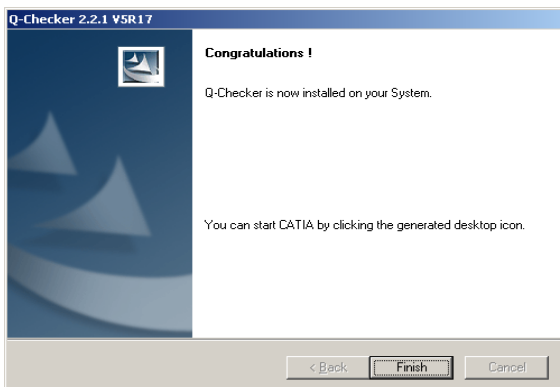 Q-Checker 2.2.1 V5R17
Congratulations !
Q-Checker is now installed on your System.
You can start CATIA by clicking the generated desktop icon.
< Back
Finish
Cancel